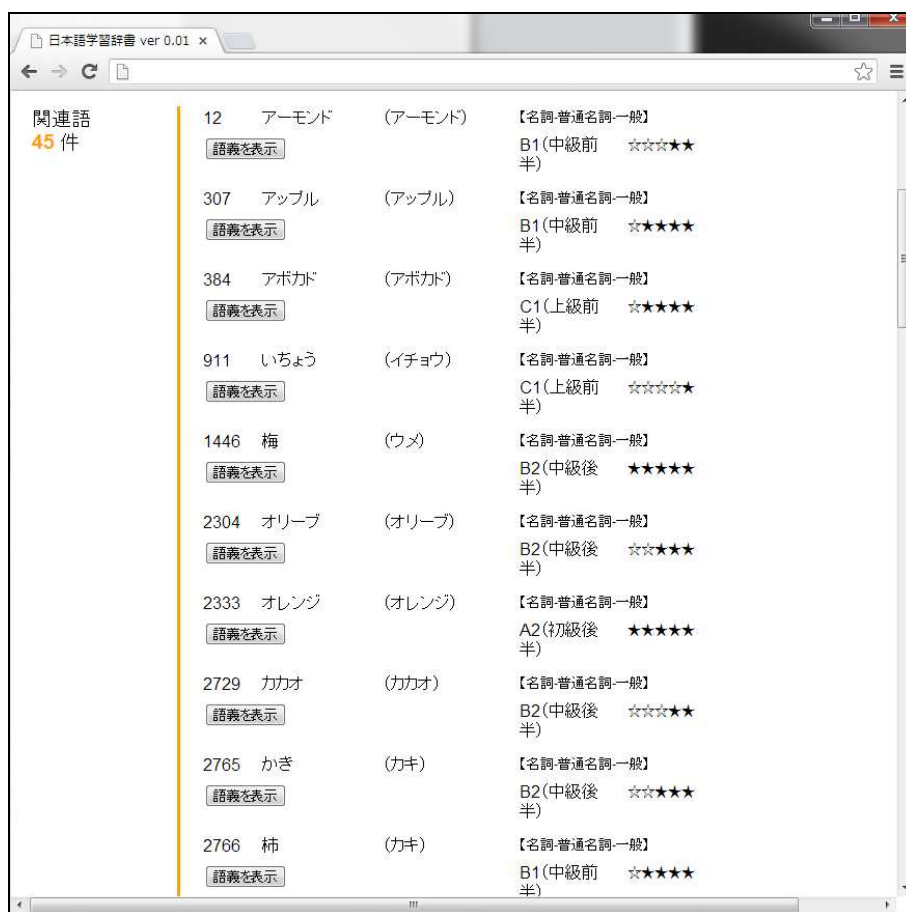 日本語学習辞書 ver 0.01
関連語
45 件
12 アーモンド (アーモンド) 【名詞-普通名詞-一般】
語義を表示 B1(中級前 ☆☆☆★★
半)
307 アップル (アップル) 【名詞-普通名詞-一般】
語義を表示 B1(中級前 ☆★★★★
半)
384 アボカド (アボカド) 【名詞-普通名詞-一般】
語義を表示 C1(上級前 ☆★★★★
半)
911 いちょう (イチョウ) 【名詞-普通名詞-一般】
語義を表示 C1(上級前 ☆☆☆☆★
半)
1446 梅 (ウメ) 【名詞-普通名詞-一般】
語義を表示 B2(中級後 ★★★★★
半)
2304 オリーブ (オリーブ) 【名詞-普通名詞-一般】
語義を表示 B2(中級後 ☆☆★★★
半)
2333 オレンジ (オレンジ) 【名詞-普通名詞-一般】
語義を表示 A2(初級後 ★★★★★
半)
2729 カカオ (カカオ) 【名詞-普通名詞-一般】
語義を表示 B2(中級後 ☆☆☆★★
半)
2765 かき (カキ) 【名詞-普通名詞-一般】
語義を表示 B2(中級後 ☆☆★★★
半)
2766 柿 (カキ) 【名詞-普通名詞-一般】
語義を表示 B1(中級前 ☆★★★★
半)